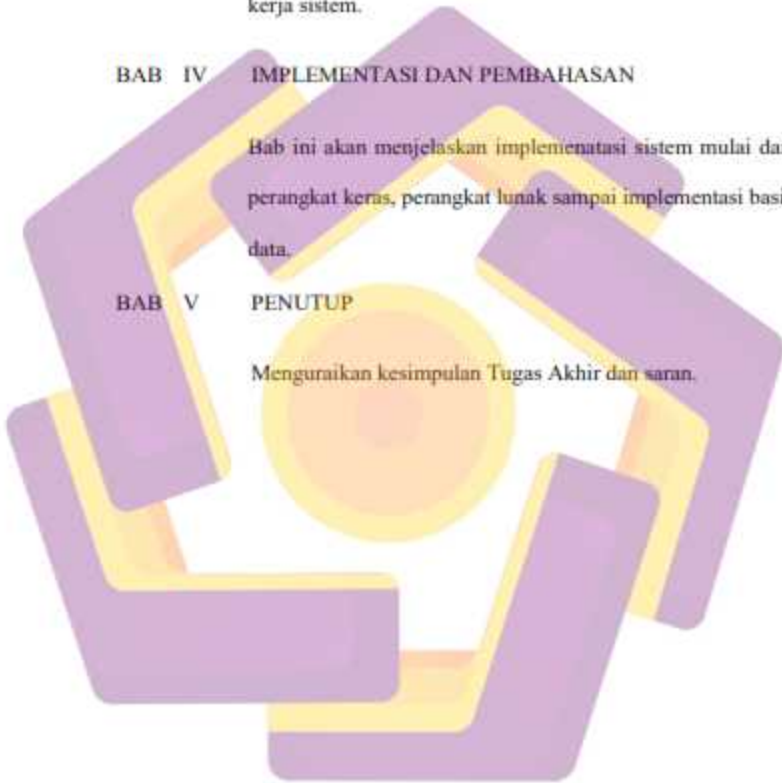 kerja sistem.
BAB IV IMPLEMENTASI DAN PEMBAHASAN
Bab ini akan menjelaskan implemenatasi sistem mulai da
perangkat keras, perangkat lunak sampai implementasi basi
data.
BAB V PENUTUP
Menguraikan kesimpulan Tugas Akhir dan saran.